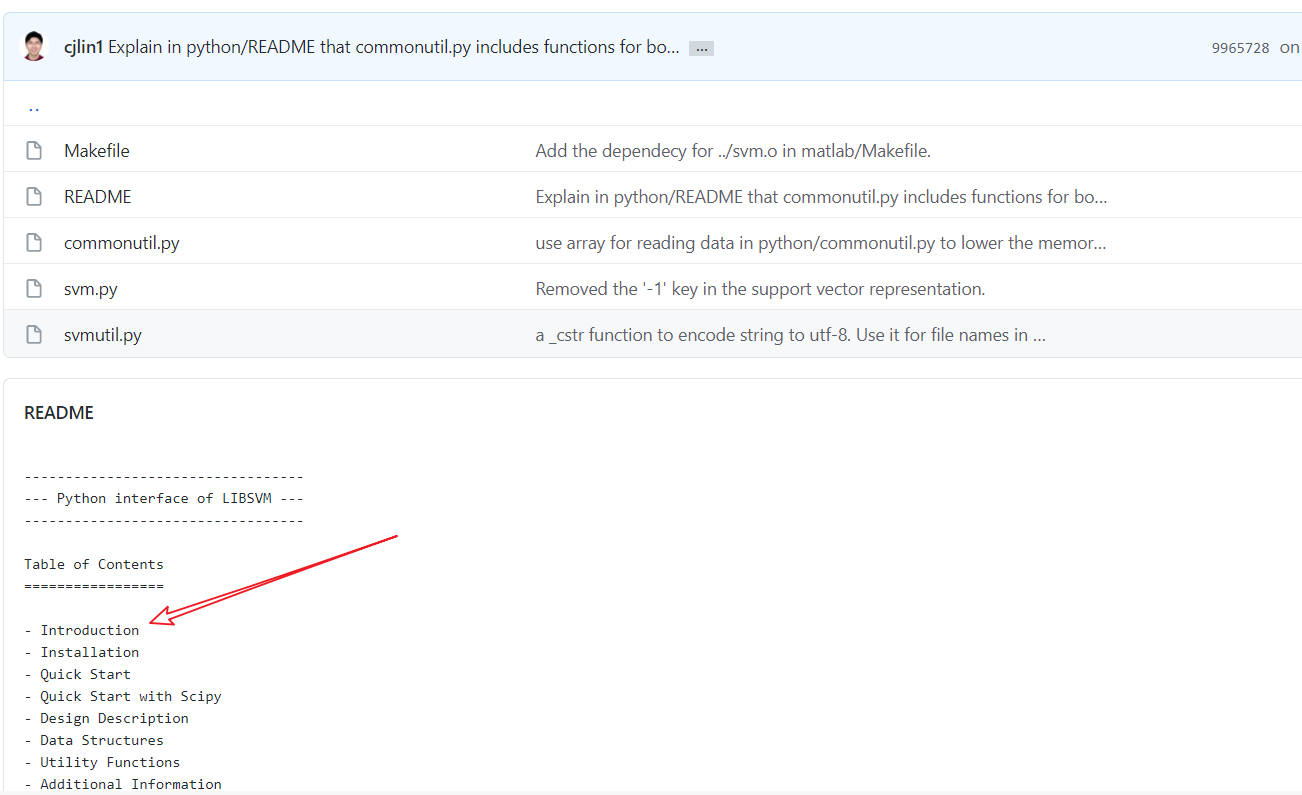 cjlin1 Explain in python/README that commonutil.py includes functions for bo... ... 9965728 on
..
Makefile Add the dependecy for ../svm.o in matlab/Makefile.
README Explain in python/README that commonutil.py includes functions for bo...
commonutil.py use array for reading data in python/commonutil.py to lower the memor...
svm.py Removed the '-1' key in the support vector representation.
svmutil.py a _cstr function to encode string to utf-8. Use it for file names in ...
README
----------------------------------
--- Python interface of LIBSVM ---
----------------------------------
Table of Contents
=================
- Introduction
- Installation
- Quick Start
- Quick Start with Scipy
- Design Description
- Data Structures
- Utility Functions
- Additional Information